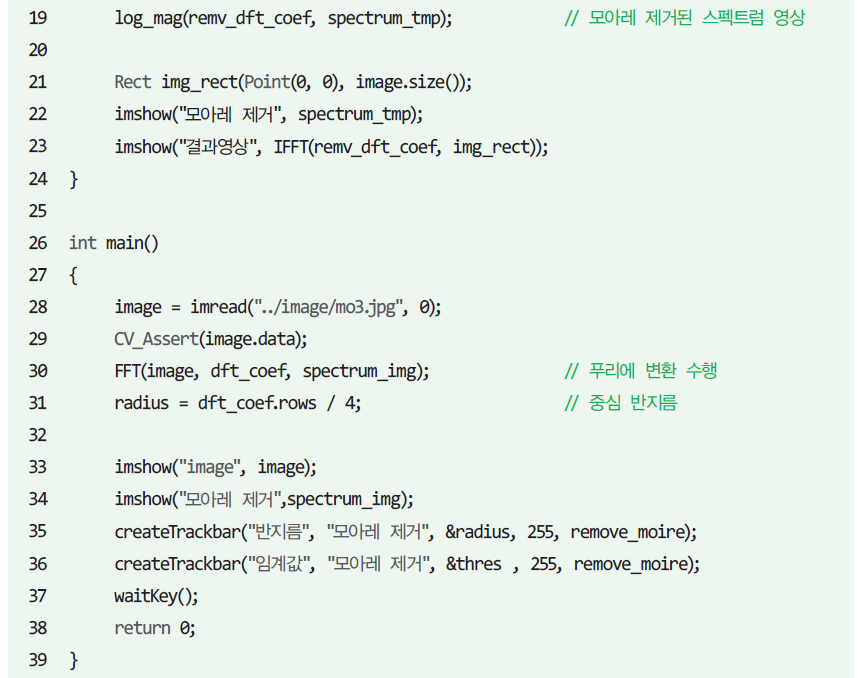 19 log_mag(remv_dft_coef, spectrum_tmp); // 모아레 제거된 스펙트럼 영상
20
21 Rect img_rect(Point(0, 0), image.size());
22 imshow("모아레 제거", spectrum_tmp);
23 imshow("결과영상", IFFT(remv_dft_coef, img_rect));
24 }
25
26 int main()
27 {
28 image = imread("../image/mo3.jpg", 0);
29 CV_Assert(image.data);
30 FFT(image, dft_coef, spectrum_img); // 푸리에 변환 수행
31 radius = dft_coef.rows / 4; // 중심 반지름
32
33 imshow("image", image);
34 imshow("모아레 제거",spectrum_img);
35 createTrackbar("반지름", "모아레 제거", &radius, 255, remove_moire);
36 createTrackbar("임계값", "모아레 제거", &thres , 255, remove_moire);
37 waitKey();
38 return 0;
39 }